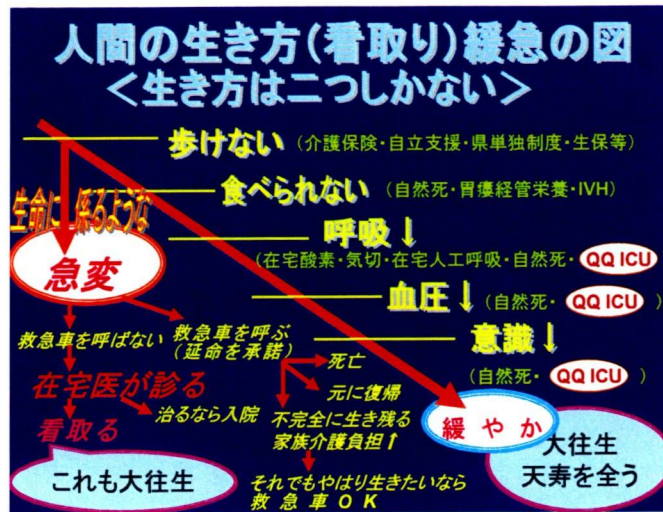 人間の生き方(看取り)緩急の図
<生き方は二つしかない>
歩けない (介護保険・自立支援・県単独制度・生保等)
食べられない (自然死・胃瘻経管栄養・IVH)
生命に係るような
急変
呼吸↓
(在宅酸素・気切・在宅人工呼吸・自然死・QQ ICU)
血圧↓ (自然死・QQ ICU)
意識↓
(自然死・QQ ICU)
救急車を呼ばない
救急車を呼ぶ
(延命を承諾)
在宅医が診る
治るなら入院
看取る
これも大往生
死亡
元に復帰
不完全に生き残る
家族介護負担↑
それでもやはり生きたいなら
救急車OK
緩やか
大往生
天寿を全う